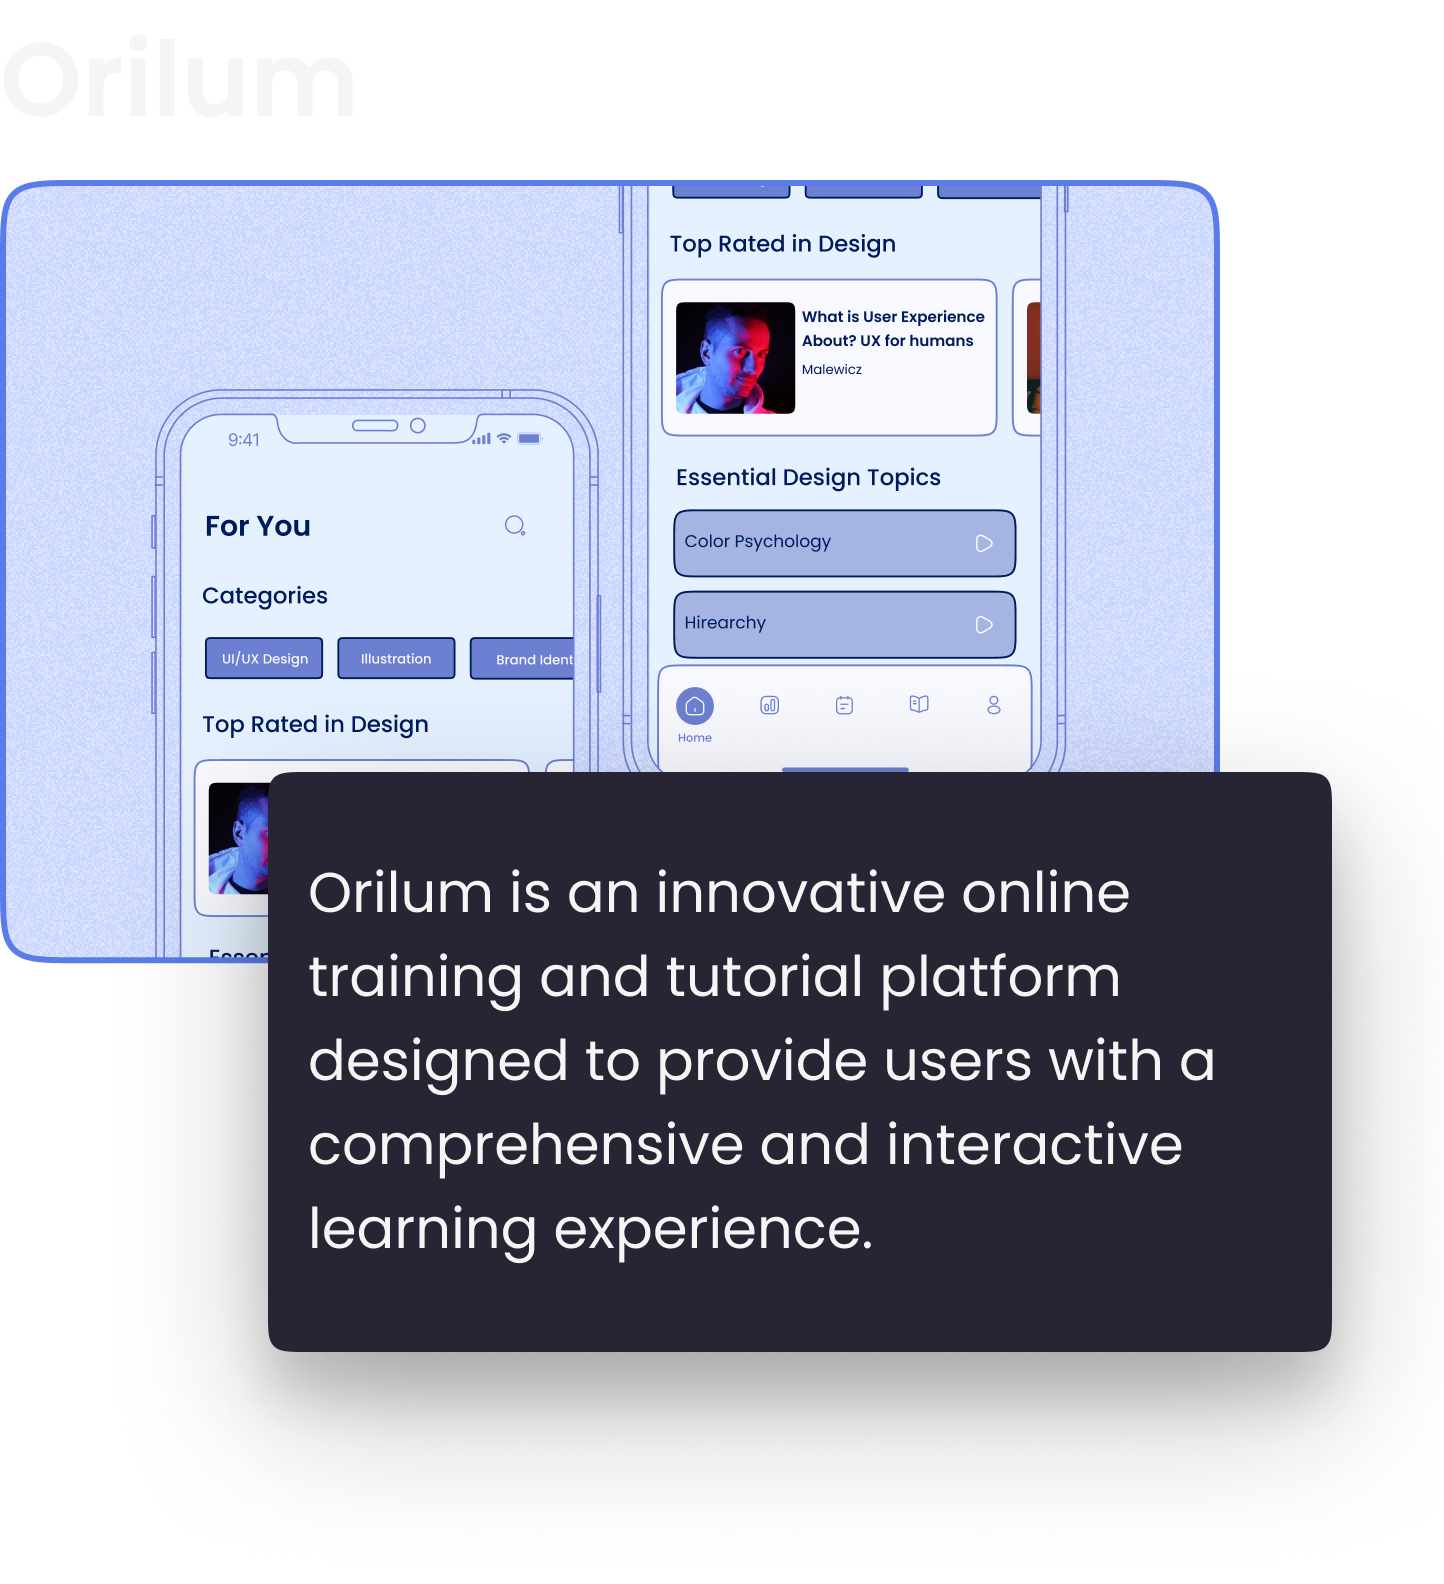 Orilum
Top Rated in Design
What is User Experience
About? UX for humans
Malewicz
Essential Design Topics
Color Psychology
Hirearchy
Home
9:41
For You
Categories
UI/UX Design
Illustration
Brand Ident
Top Rated in Design
Orilum is an innovative online
training and tutorial platform
designed to provide users with a
comprehensive and interactive
learning experience.